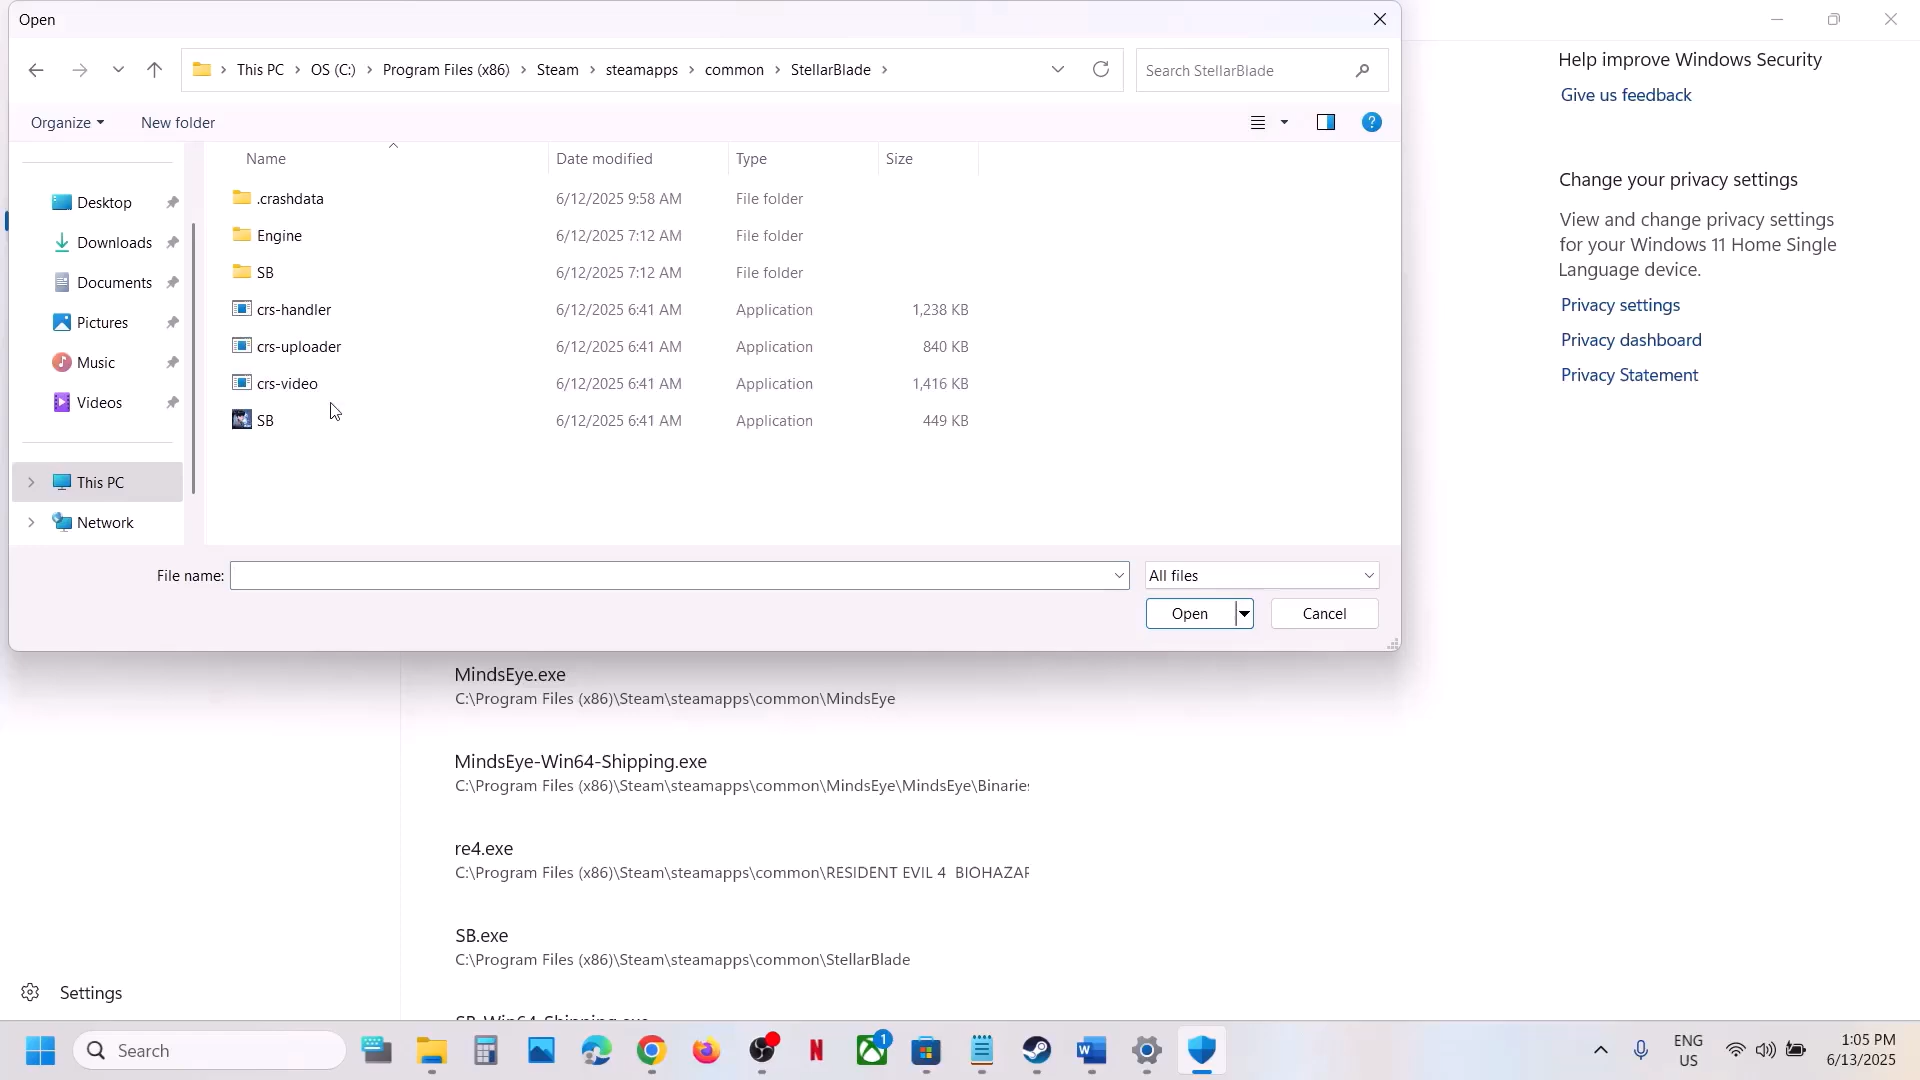 Open
This PC > OS (C:) > Program Files (x86) > Steam > steamapps > common > StellarBlade >
Search StellarBlade
Organize
New folder
Name
Date modified
Type
Size
Desktop
Downloads
Documents
Pictures
Music
Videos
This PC
Network
.crashdata 6/12/2025 9:58 AM File folder
Engine 6/12/2025 7:12 AM File folder
SB 6/12/2025 7:12 AM File folder
crs-handler 6/12/2025 6:41 AM Application 1,238 KB
crs-uploader 6/12/2025 6:41 AM Application 840 KB
crs-video 6/12/2025 6:41 AM Application 1,416 KB
SB 6/12/2025 6:41 AM Application 449 KB
File name:
All files
Open
Cancel
Help improve Windows Security
Give us feedback
Change your privacy settings
View and change privacy settings
for your Windows 11 Home Single
Language device.
Privacy settings
Privacy dashboard
Privacy Statement
MindsEye.exe
C:\Program Files (x86)\Steam\steamapps\common\MindsEye
MindsEye-Win64-Shipping.exe
C:\Program Files (x86)\Steam\steamapps\common\MindsEye\MindsEye\Binaries
re4.exe
C:\Program Files (x86)\Steam\steamapps\common\RESIDENT EVIL 4 BIOHAZAR
SB.exe
C:\Program Files (x86)\Steam\steamapps\common\StellarBlade
SB-Win64-Shipping.exe
Settings
Search
1
ENG
US
1:05 PM
6/13/2025